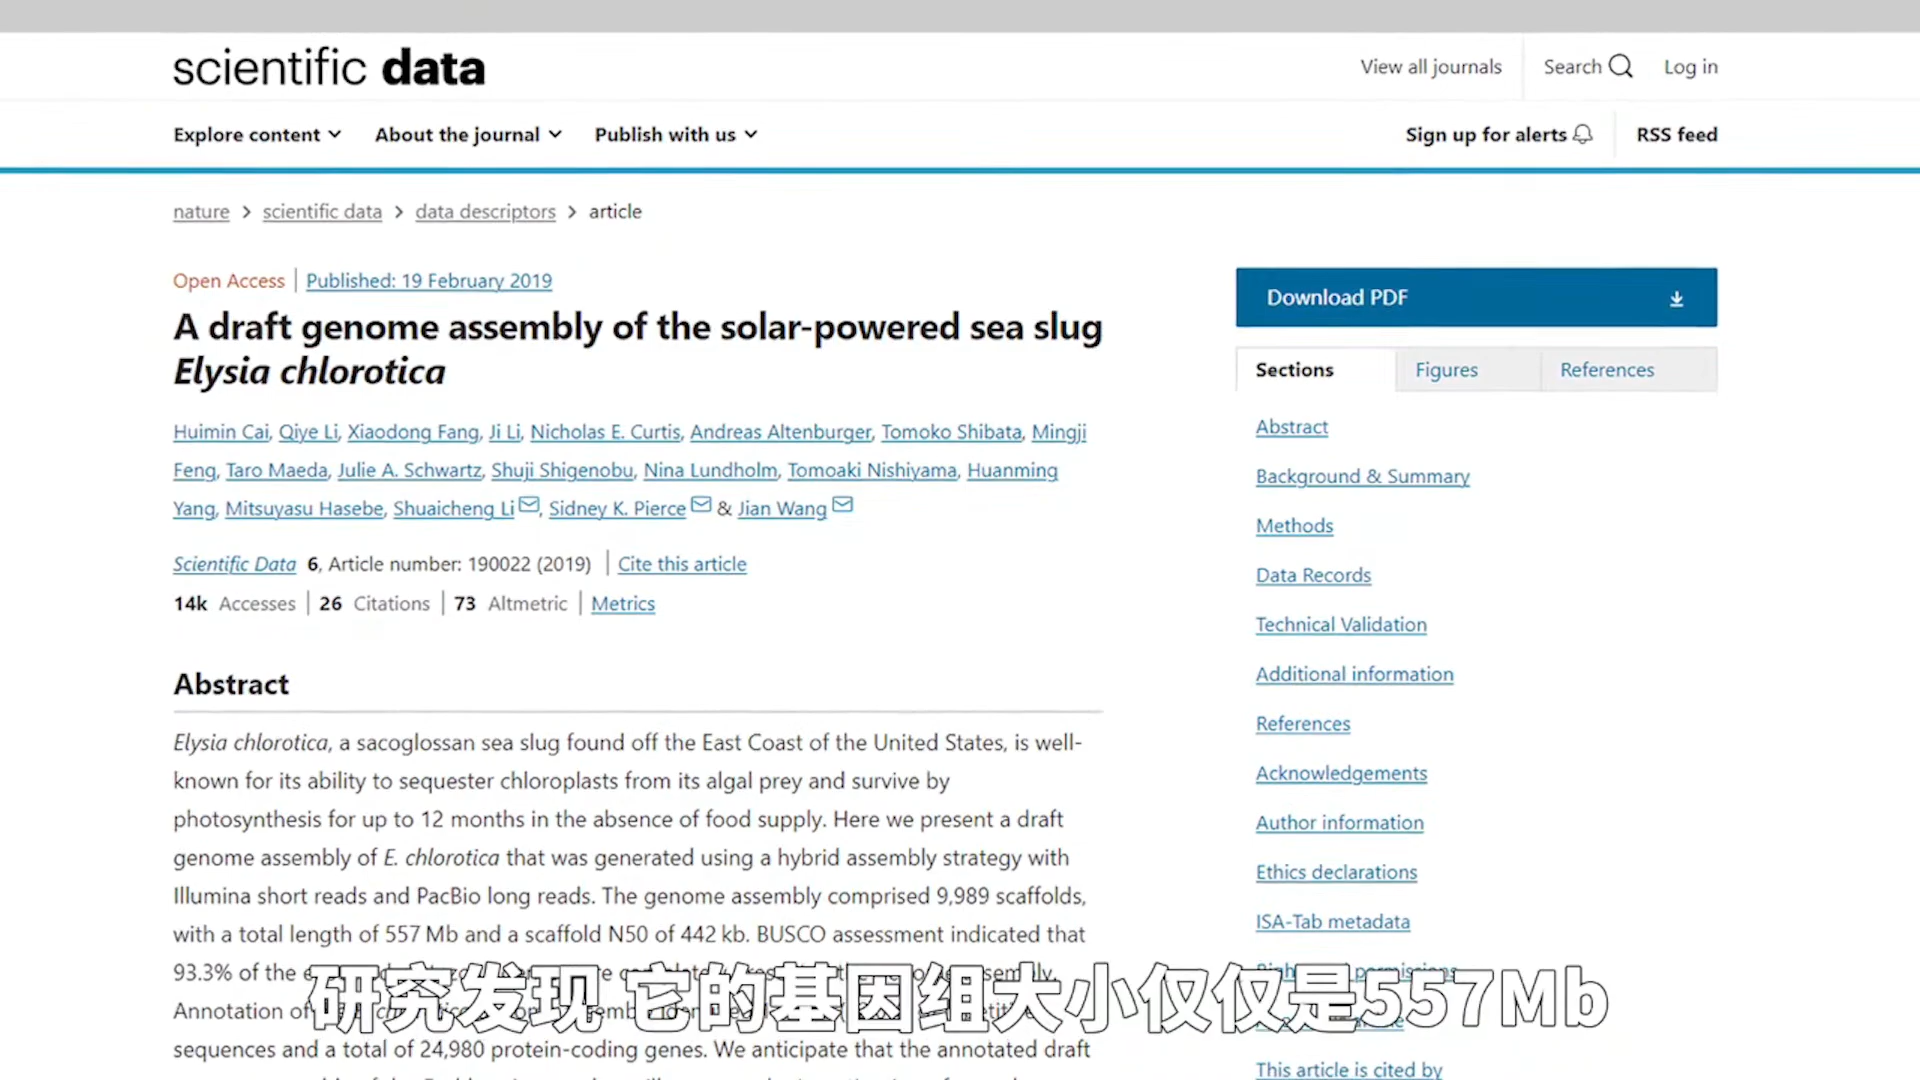 scientific data
View all journals Search Log in
Explore content About the journal Publish with us
Sign up for alerts RSS feed
nature > scientific data > data descriptors > article
Open Access | Published: 19 February 2019
A draft genome assembly of the solar-powered sea slug
Elysia chlorotica
Huimin Cai, Qiye Li, Xiaodong Fang, Ji Li, Nicholas E. Curtis, Andreas Altenburger, Tomoko Shibata, Mingji
Feng, Taro Maeda, Julie A. Schwartz, Shuji Shigenobu, Nina Lundholm, Tomoaki Nishiyama, Huanming
Yang, Mitsuyasu Hasebe, Shuaicheng Li, Sidney K. Pierce & Jian Wang
Scientific Data 6, Article number: 190022 (2019) | Cite this article
14k Accesses | 26 Citations | 73 Altmetric | Metrics
Abstract
Elysia chlorotica, a sacoglossan sea slug found off the East Coast of the United States, is well-
known for its ability to sequester chloroplasts from its algal prey and survive by
photosynthesis for up to 12 months in the absence of food supply. Here we present a draft
genome assembly of E. chlorotica that was generated using a hybrid assembly strategy with
Illumina short reads and PacBio long reads. The genome assembly comprised 9,989 scaffolds,
with a total length of 557 Mb and a scaffold N50 of 442 kb. BUSCO assessment indicated that
93.3% of the
Annotation of
sequences and a total of 24,980 protein-coding genes. We anticipate that the annotated draft
Download PDF
Sections Figures References
Abstract
Background & Summary
Methods
Data Records
Technical Validation
Additional information
References
Acknowledgements
Author information
Ethics declarations
ISA-Tab metadata
This article is cited by
研究发现 它的基因组大小仅仅是557Mb